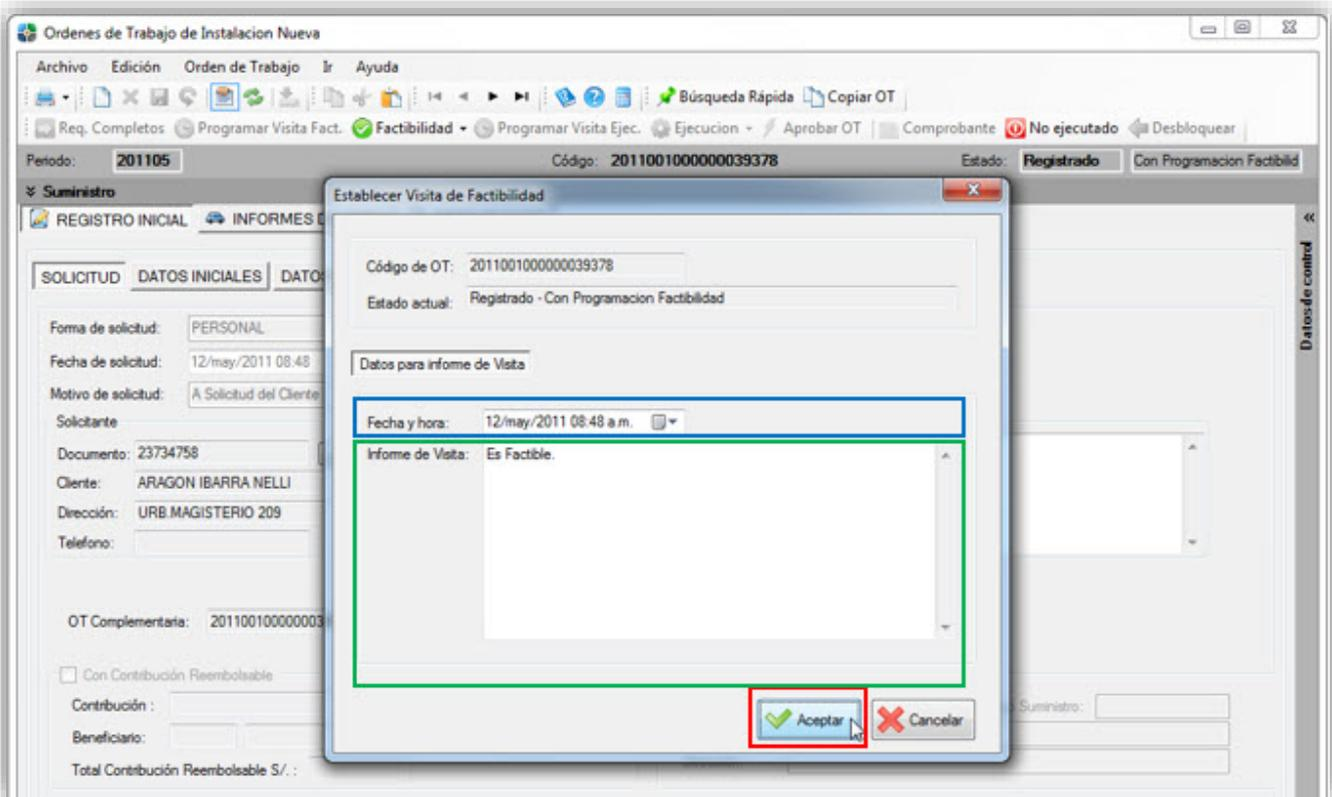 Ordenes de Trabajo de Instalacion Nueva
Archivo Edición Orden de Trabajo Ir Ayuda
Búsqueda Rápida Copiar OT
Req. Completos Programar Visita Fact. Factibilidad Programar Visita Ejec. Ejecucion Aprobar OT Comprobante No ejecutado Desbloquear
Periodo: 201105 Código: 2011001000000039378 Estado: Registrado Con Programacion Factibilid
Suministro
REGISTRO INICIAL INFORMES D
SOLICITUD DATOS INICIALES DATO
Forma de solicitud: PERSONAL
Fecha de solicitud: 12/may/2011 08:48
Motivo de solicitud: A Solicitud del Cliente
Solicitante
Documento: 23734758
Cliente: ARAGON IBARRA NELLI
Dirección: URB.MAGISTERIO 209
Telefono:
OT Complementaria: 201100100000003
Con Contribución Reembolsable
Contribución :
Beneficiario:
Total Contribución Reembolsable S/. :
Establecer Visita de Factibilidad
Código de OT: 2011001000000039378
Estado actual: Registrado - Con Programacion Factibilidad
Datos para informe de Visita
Fecha y hora: 12/may/2011 08:48 a.m.
Informe de Visita: Es Factible.
Aceptar Cancelar
Suministro:
Datos de control